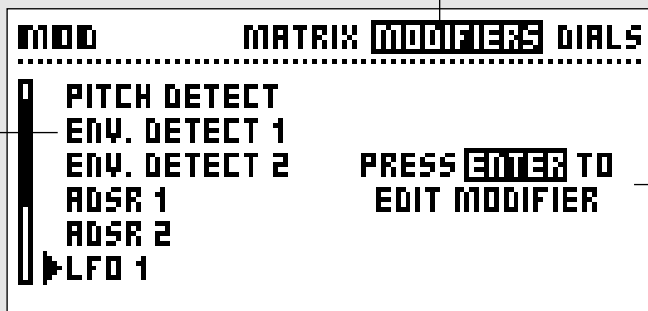 MOD MATRIX MODIFIERS DIALS
PITCH DETECT
ENV. DETECT 1
ENV. DETECT 2
ADSR 1
ADSR 2
LFO 1
PRESS ENTER TO
EDIT MODIFIER